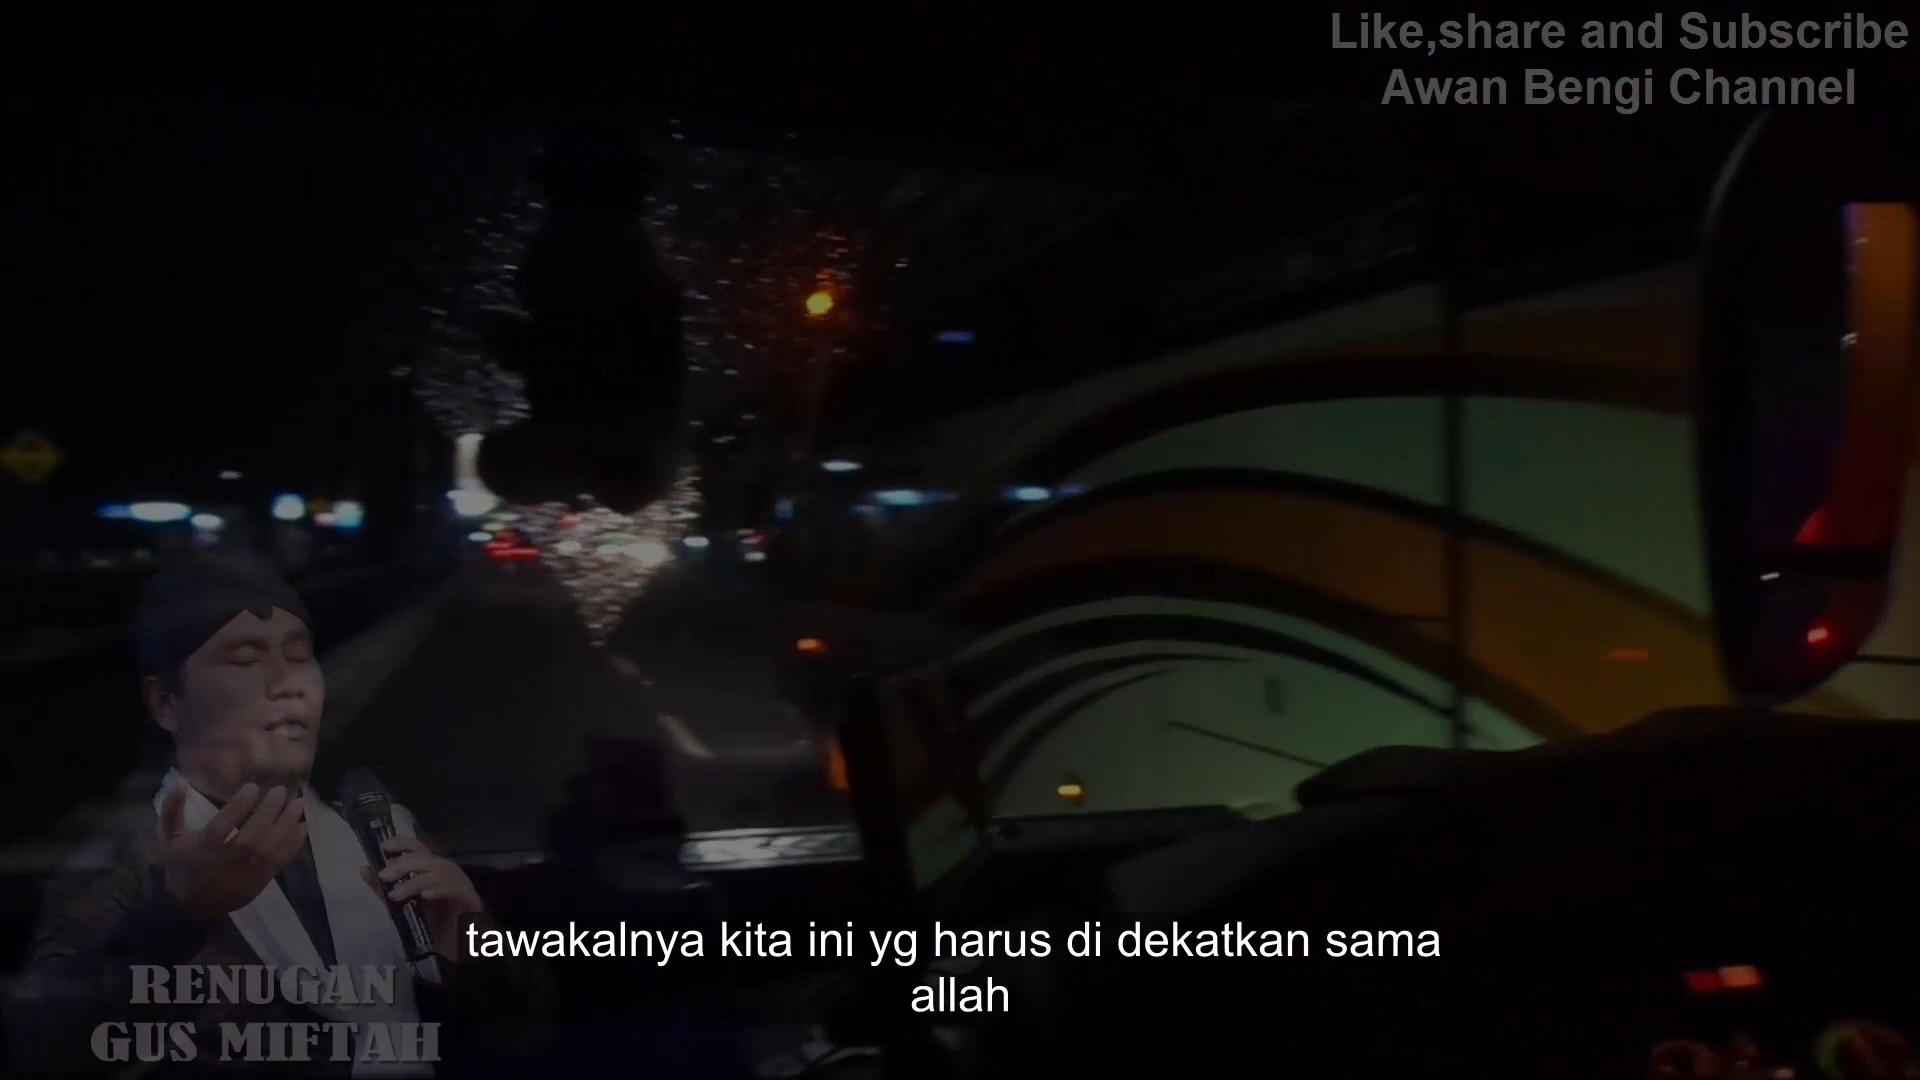 Like,share and Subscribe
Awan Bengi Channel
tawakalnya kita ini yg harus di dekatkan sama
allah
RENUGAN
GUS MIFTAH